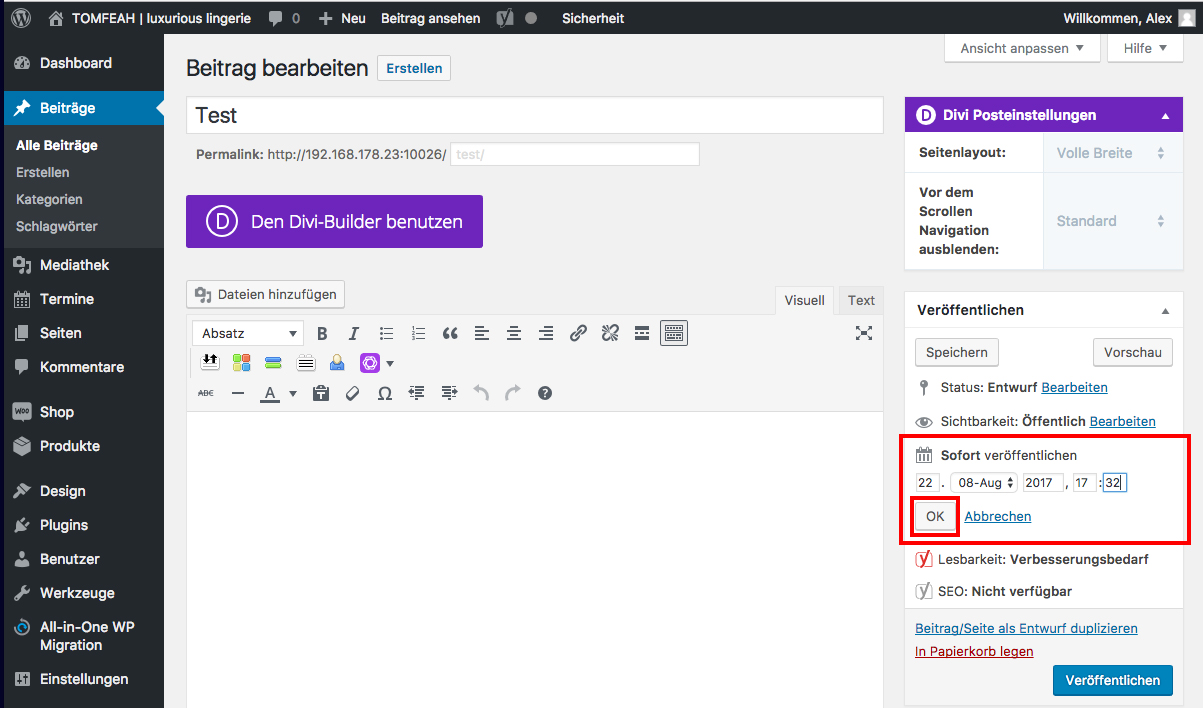 TOMFEAH | luxurious lingerie 0 Neu Beitrag ansehen Sicherheit Willkommen, Alex
Dashboard
Beiträge
Alle Beiträge
Erstellen
Kategorien
Schlagwörter
Mediathek
Termine
Seiten
Kommentare
WOO Shop
Produkte
Design
Plugins
Benutzer
Werkzeuge
All-in-One WP
Migration
Einstellungen
Ansicht anpassen Hilfe
Beitrag bearbeiten Erstellen
Test
Permalink: http://192.168.178.23:10026/ test/
D Den Divi-Builder benutzen
Dateien hinzufügen
Visuell Text
Absatz B I
ABC A Ω ?
D Divi Posteinstellungen
Seitenlayout: Volle Breite
Vor dem
Scrollen
Navigation
ausblenden:
Standard
Veröffentlichen
Speichern Vorschau
Status: Entwurf Bearbeiten
Sichtbarkeit: Öffentlich Bearbeiten
Sofort veröffentlichen
22 . 08-Aug 2017 , 17 : 32
OK Abbrechen
Lesbarkeit: Verbesserungsbedarf
SEO: Nicht verfügbar
Beitrag/Seite als Entwurf duplizieren
In Papierkorb legen
Veröffentlichen